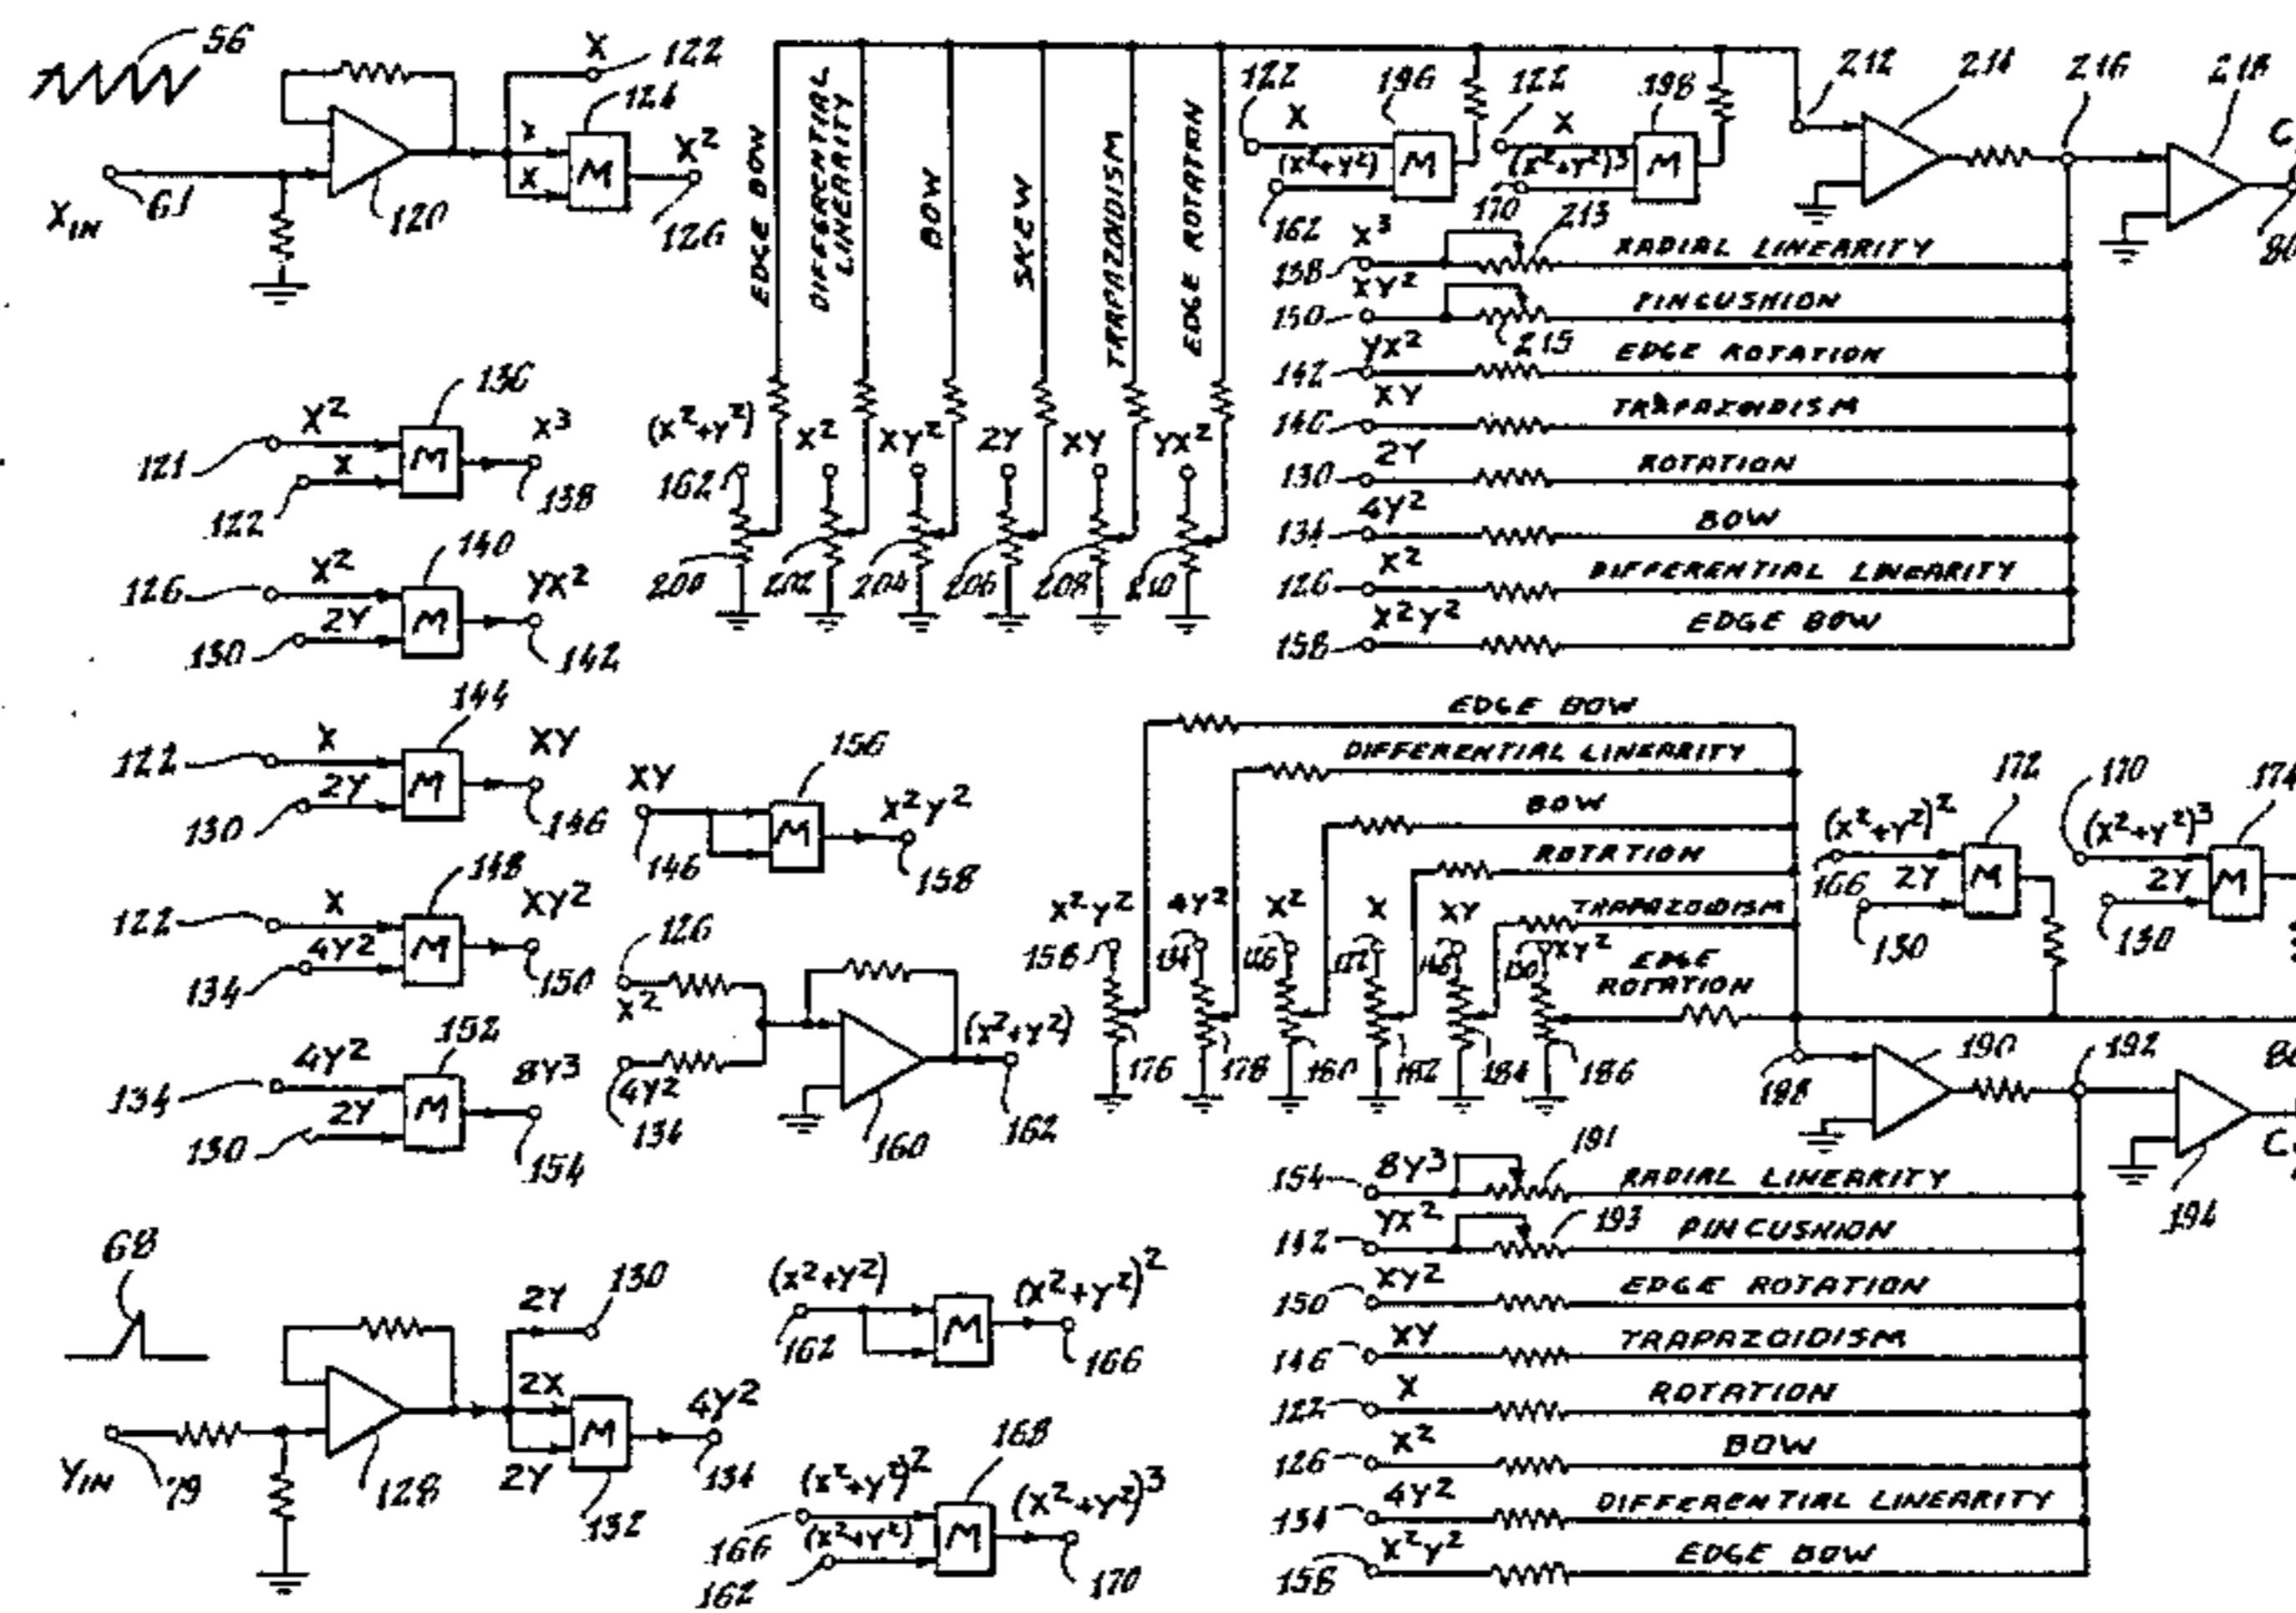 56
X
122
X
X
124
M
X²
126
XIN
61
120
EDGE BOW
DIFFERENTIAL LINEARITY
BOW
SKEW
TRAPAZOIDISM
EDGE ROTATRN
(X²+Y²)
162
X²
XY²
2Y
XY
YX²
200
202
204
206
208
210
122
X
(X²+Y²)
162
196
M
122
X
(X²+Y²)³
170
198
M
212
214
216
218
C
80
X³
138
213
XADIAL LINEARITY
XY²
150
215
PINCUSHION
YX²
142
EDGE ROTATION
XY
146
TRAPAZOIDISM
2Y
130
ROTATION
4Y²
134
BOW
X²
126
DIFFERENTIAL LINEARITY
X²Y²
158
EDGE BOW
X²
121
X
122
136
M
X³
138
X²
126
2Y
130
140
M
YX²
142
X
122
2Y
130
144
M
XY
146
X
122
4Y²
134
148
M
XY²
150
4Y²
134
2Y
130
152
M
8Y³
154
XY
146
156
M
X²Y²
158
126
X²
4Y²
134
160
(X²+Y²)
162
EDGE BOW
DIFFERENTIAL LINEARITY
BOW
ROTATION
TRAPAZOIDISM
EDGE
ROTATION
X²Y²
158
4Y²
134
X²
126
X
122
XY
146
XY²
150
176
178
180
182
184
186
(X²+Y²)²
166
2Y
130
172
M
170
(X²+Y²)³
2Y
130
174
M
198
190
192
194
80
C
8Y³
154
191
RADIAL LINEARITY
YX²
142
193
PINCUSHION
XY²
150
EDGE ROTATION
XY
146
TRAPAZOIDISM
X
122
ROTATION
X²
126
BOW
4Y²
134
DIFFERENTIAL LINEARITY
X²Y²
158
EDGE BOW
68
YIN
79
128
2Y
130
2X
2Y
M
132
4Y²
134
(X²+Y²)
162
M
(X²+Y²)²
166
(X²+Y²)²
166
(X²+Y²)
162
168
M
(X²+Y²)³
170